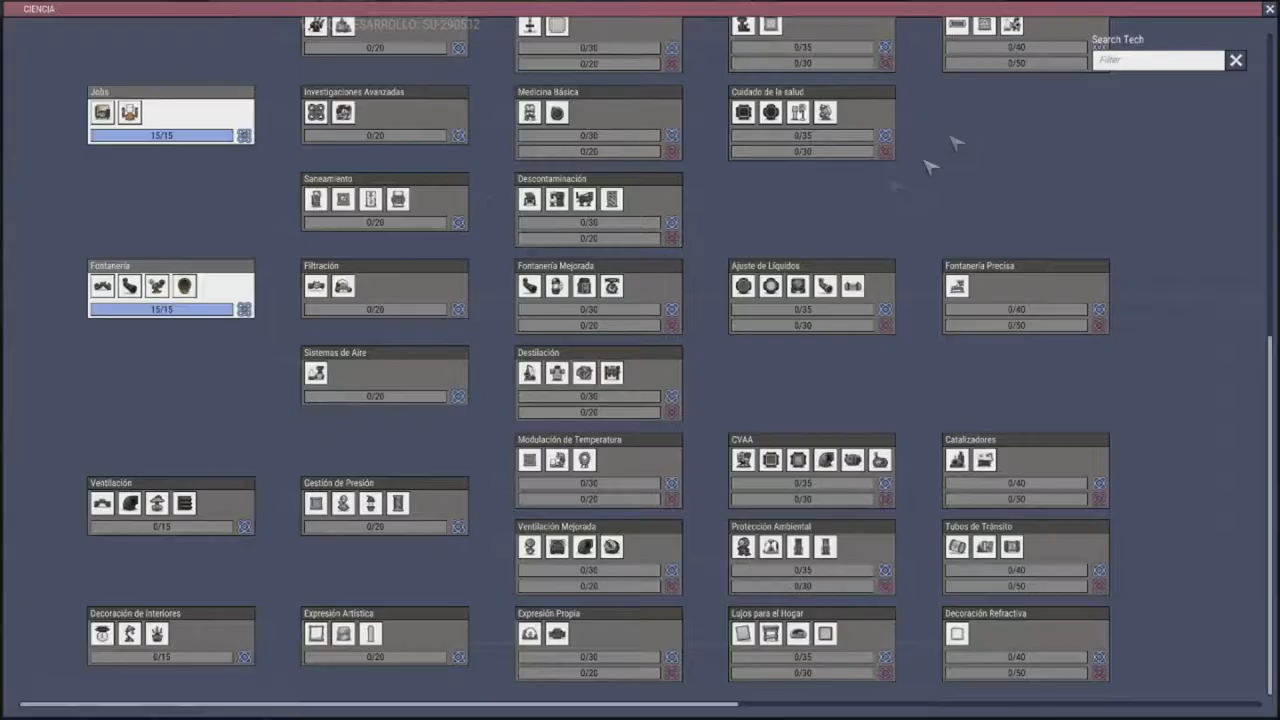 CIENCIA
DESARROLLO: SU-290532
0/20
0/30
0/20
0/35
0/30
0/40
0/50
Search Tech
Filter
Jobs
15/15
Investigaciones Avanzadas
0/20
Medicina Básica
0/30
0/20
Cuidado de la salud
0/35
0/30
Saneamiento
0/20
Descontaminación
0/30
0/20
Fontanería
15/15
Filtración
0/20
Fontanería Mejorada
0/30
0/20
Ajuste de Líquidos
0/35
0/30
Fontanería Precisa
0/40
0/50
Sistemas de Aire
0/20
Destilación
0/30
0/20
Modulación de Temperatura
0/30
0/20
CVAA
0/35
0/30
Catalizadores
0/40
0/50
Ventilación
0/15
Gestión de Presión
0/20
Ventilación Mejorada
0/30
0/20
Protección Ambiental
0/35
0/30
Tubos de Tránsito
0/40
0/50
Decoración de Interiores
0/15
Expresión Artística
0/20
Expresión Propia
0/30
0/20
Lujos para el Hogar
0/35
0/30
Decoración Refractiva
0/40
0/50